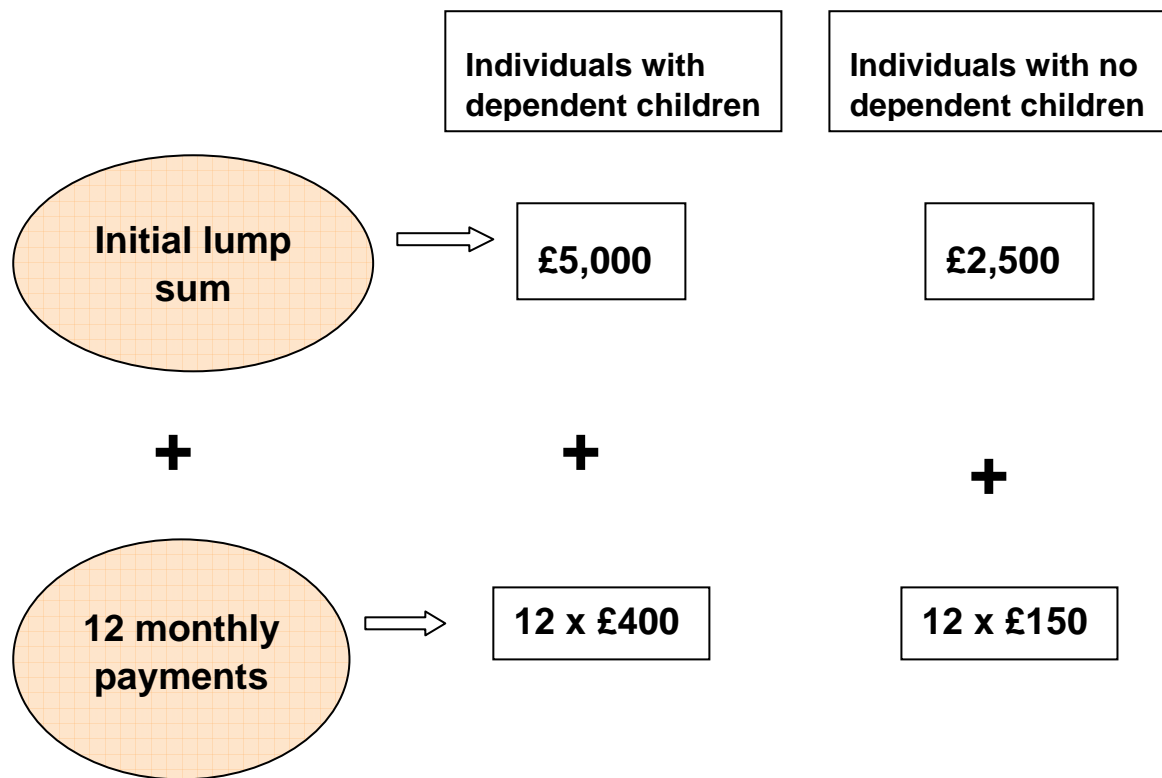 Individuals with
dependent children
Individuals with no
dependent children
Initial lump
sum
£5,000
£2,500
+
+
+
12 monthly
payments
12 x £400
12 x £150